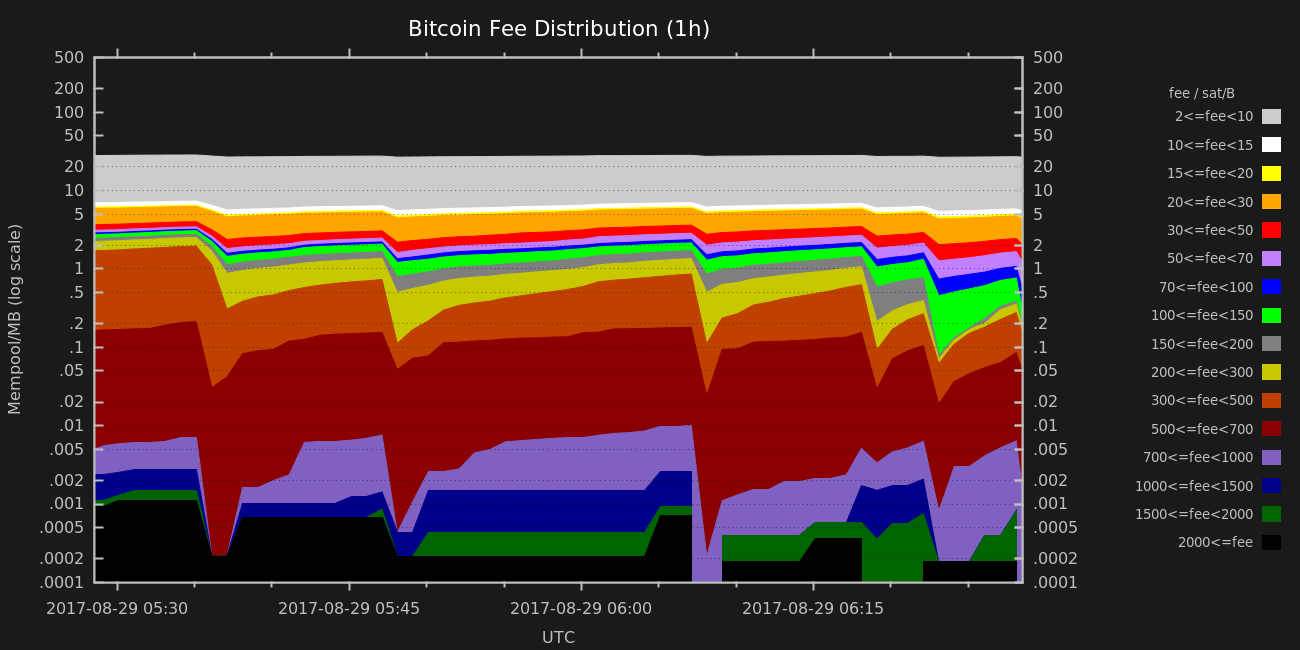 Bitcoin Fee Distribution (1h)
Mempool/MB (log scale)
500 500
200 200
100 100
50 50
20 20
10 10
5 5
2 2
1 1
.5 .5
.2 .2
.1 .1
.05 .05
.02 .02
.01 .01
.005 .005
.002 .002
.001 .001
.0005 .0005
.0002 .0002
.0001 .0001
2017-08-29 05:30 2017-08-29 05:45 2017-08-29 06:00 2017-08-29 06:15
UTC
fee / sat/B
2<=fee<10
10<=fee<15
15<=fee<20
20<=fee<30
30<=fee<50
50<=fee<70
70<=fee<100
100<=fee<150
150<=fee<200
200<=fee<300
300<=fee<500
500<=fee<700
700<=fee<1000
1000<=fee<1500
1500<=fee<2000
2000<=fee